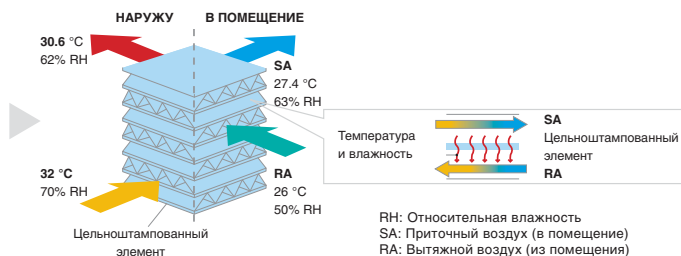 НАРУЖУ
В ПОМЕЩЕНИЕ
30.6 °C
62% RH
SA
27.4 °C
63% RH
32 °C
70% RH
RA
26 °C
50% RH
Цельноштампованный
элемент
Температура
и влажность
SA
Цельноштампованный
элемент
RA
RH: Относительная влажность
SA: Приточный воздух (в помещение)
RA: Вытяжной воздух (из помещения)